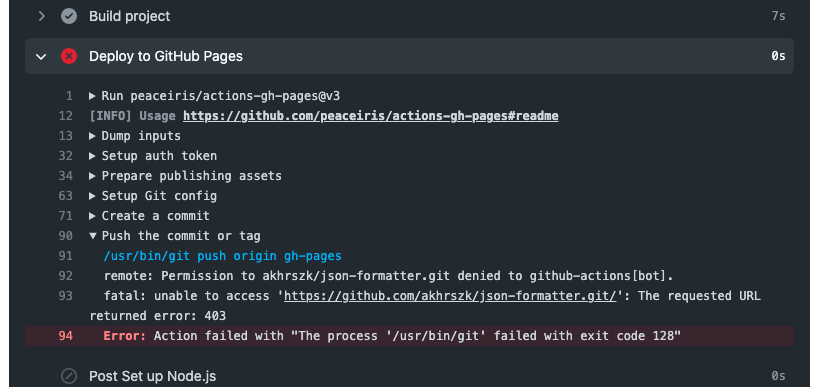 Build project 7s
Deploy to GitHub Pages 0s
1 Run peaceiris/actions-gh-pages@v3
12 [INFO] Usage https://github.com/peaceiris/actions-gh-pages#readme
13 Dump inputs
32 Setup auth token
34 Prepare publishing assets
63 Setup Git config
71 Create a commit
90 Push the commit or tag
91 /usr/bin/git push origin gh-pages
92 remote: Permission to akhrszk/json-formatter.git denied to github-actions[bot].
93 fatal: unable to access 'https://github.com/akhrszk/json-formatter.git/': The requested URL
returned error: 403
94 Error: Action failed with "The process '/usr/bin/git' failed with exit code 128"
Post Set up Node.js 0s